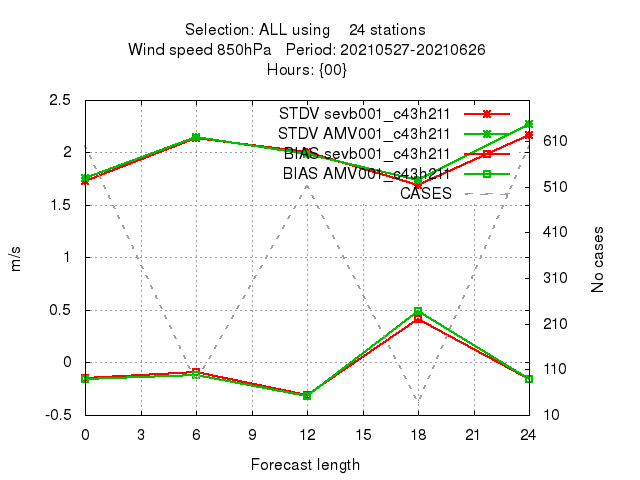 Selection: ALL using 24 stations
Wind speed 850hPa Period: 20210527-20210626
Hours: {00}
2.5
2
1.5
1
0.5
0
-0.5
m/s
STDV sevb001_c43h211
STDV AMV001_c43h211
BIAS sevb001_c43h211
BIAS AMV001_c43h211
CASES
610
510
410
310
210
110
10
No cases
0 3 6 9 12 15 18 21 24
Forecast length